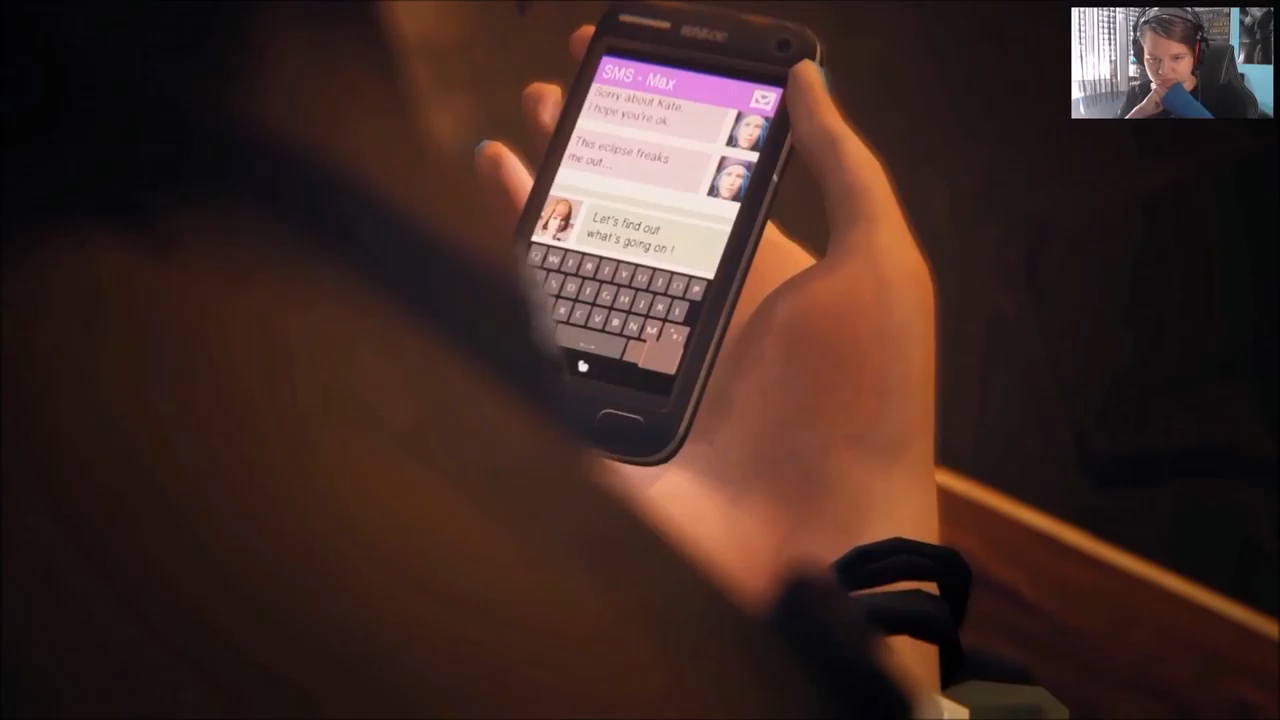 SMS - Max
Sorry about Kate.
I hope you're ok.
This eclipse freaks
me out...
Let's find out
what's going on !